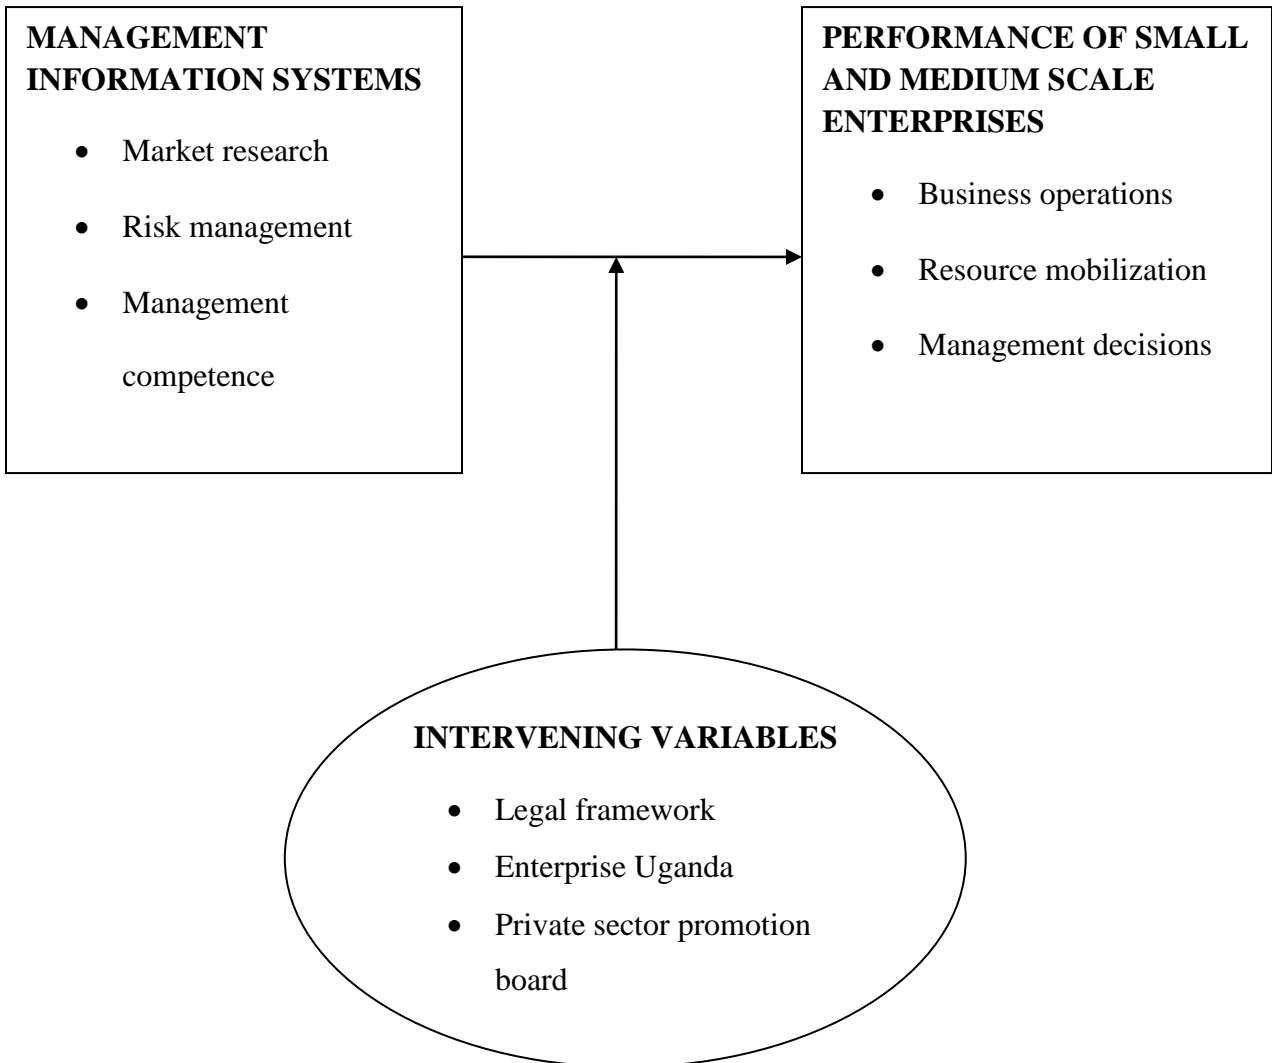 MANAGEMENT
INFORMATION SYSTEMS
• Market research
• Risk management
• Management
competence
PERFORMANCE OF SMALL
AND MEDIUM SCALE
ENTERPRISES
• Business operations
• Resource mobilization
• Management decisions
INTERVENING VARIABLES
• Legal framework
• Enterprise Uganda
• Private sector promotion
board